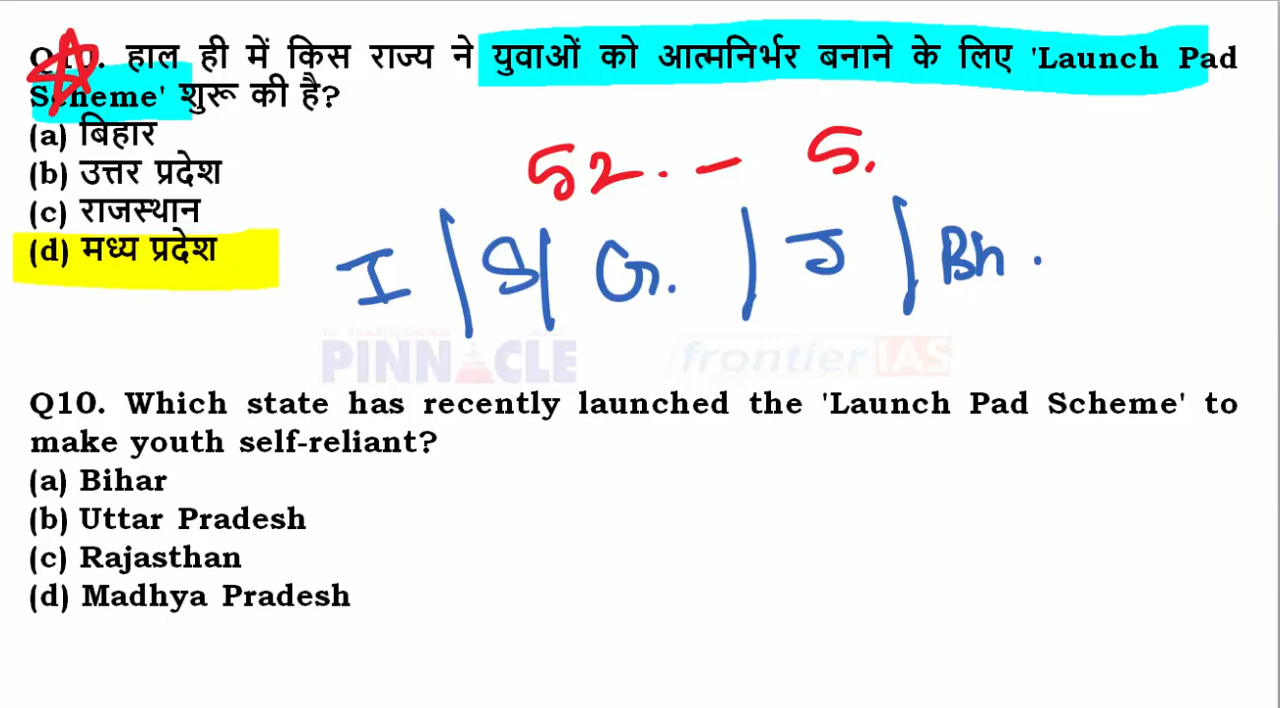 Q10. हाल ही में किस राज्य ने युवाओं को आत्मनिर्भर बनाने के लिए 'Launch Pad
Scheme' शुरू की है?
(a) बिहार
(b) उत्तर प्रदेश
(c) राजस्थान
(d) मध्य प्रदेश
52. - 5.
I | S | G. | J | Bh.
PINNACLE frontier IAS
Q10. Which state has recently launched the 'Launch Pad Scheme' to
make youth self-reliant?
(a) Bihar
(b) Uttar Pradesh
(c) Rajasthan
(d) Madhya Pradesh